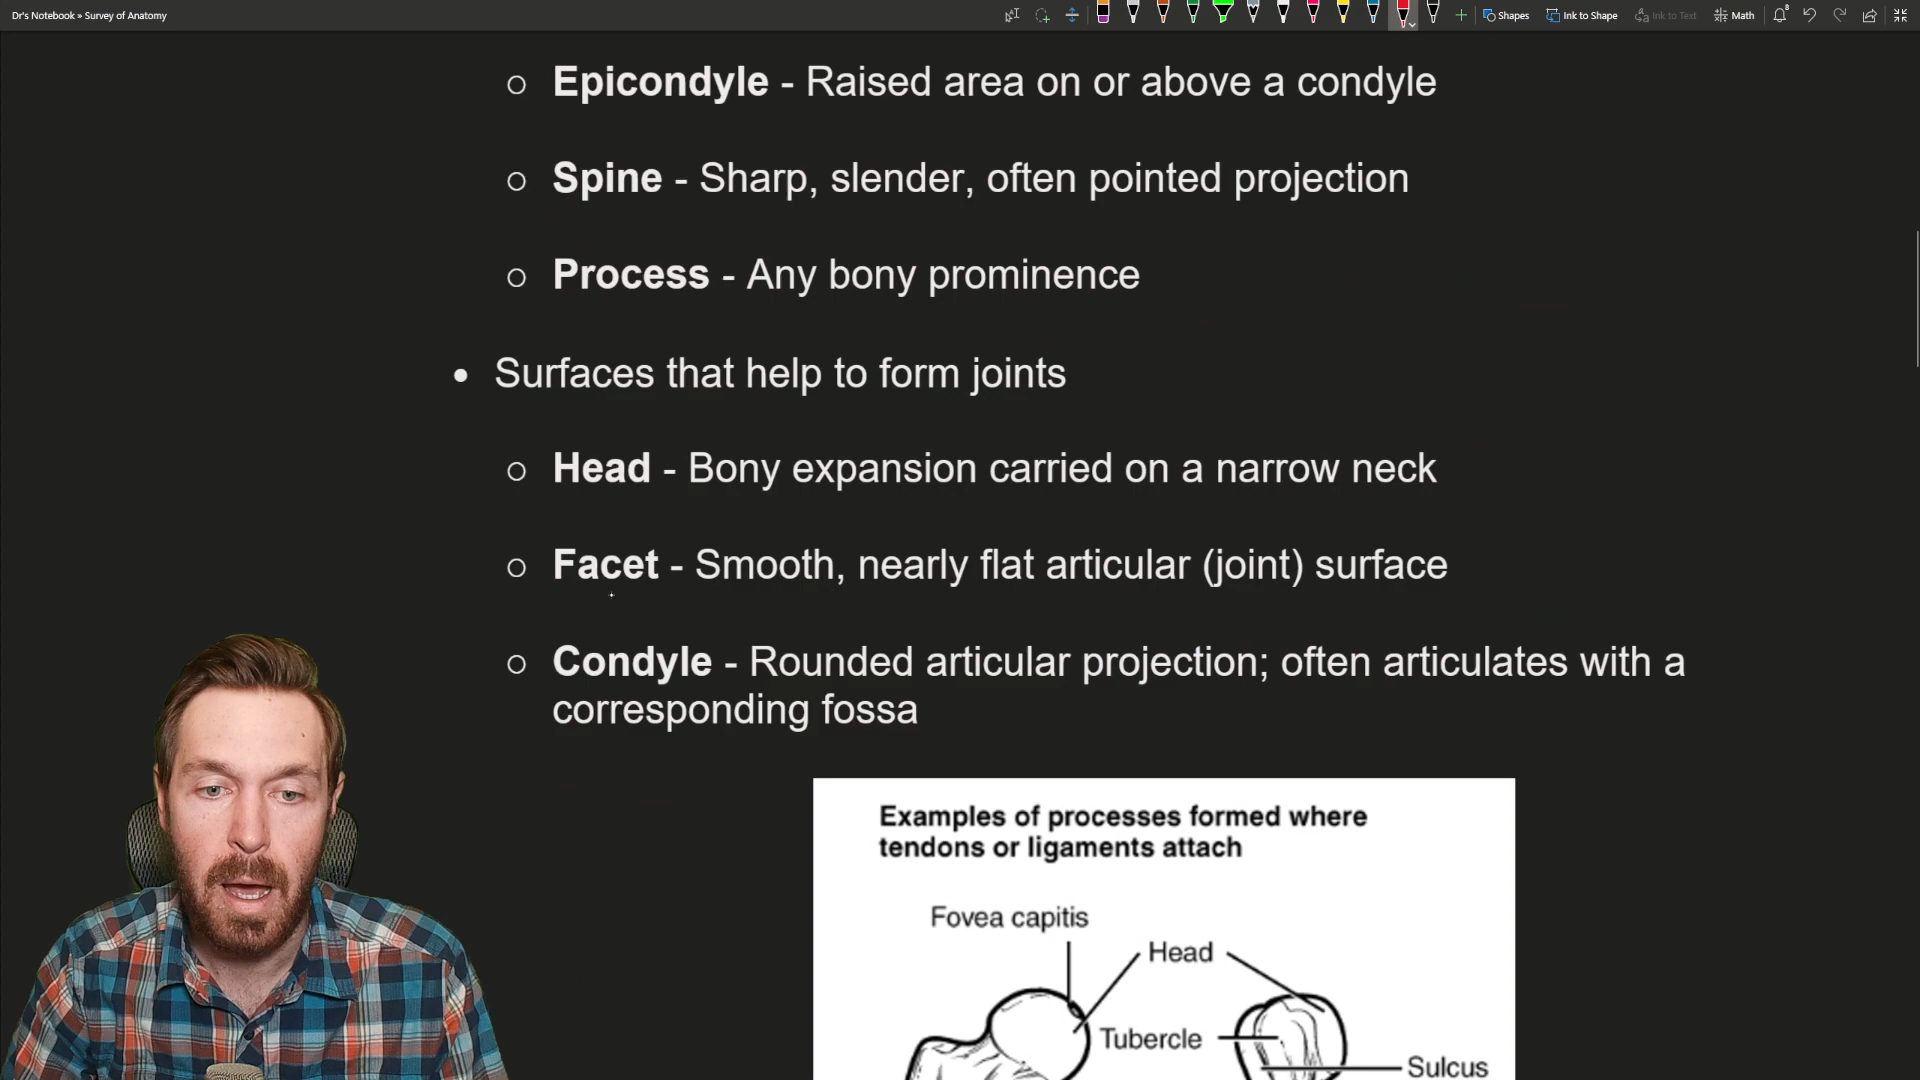 Dr's Notebook » Survey of Anatomy
Shapes
Ink to Shape
Ink to Text
Math
8
Epicondyle - Raised area on or above a condyle
Spine - Sharp, slender, often pointed projection
Process - Any bony prominence
Surfaces that help to form joints
Head - Bony expansion carried on a narrow neck
Facet - Smooth, nearly flat articular (joint) surface
Condyle - Rounded articular projection; often articulates with a
corresponding fossa
Examples of processes formed where
tendons or ligaments attach
Fovea capitis
Head
Tubercle
Sulcus